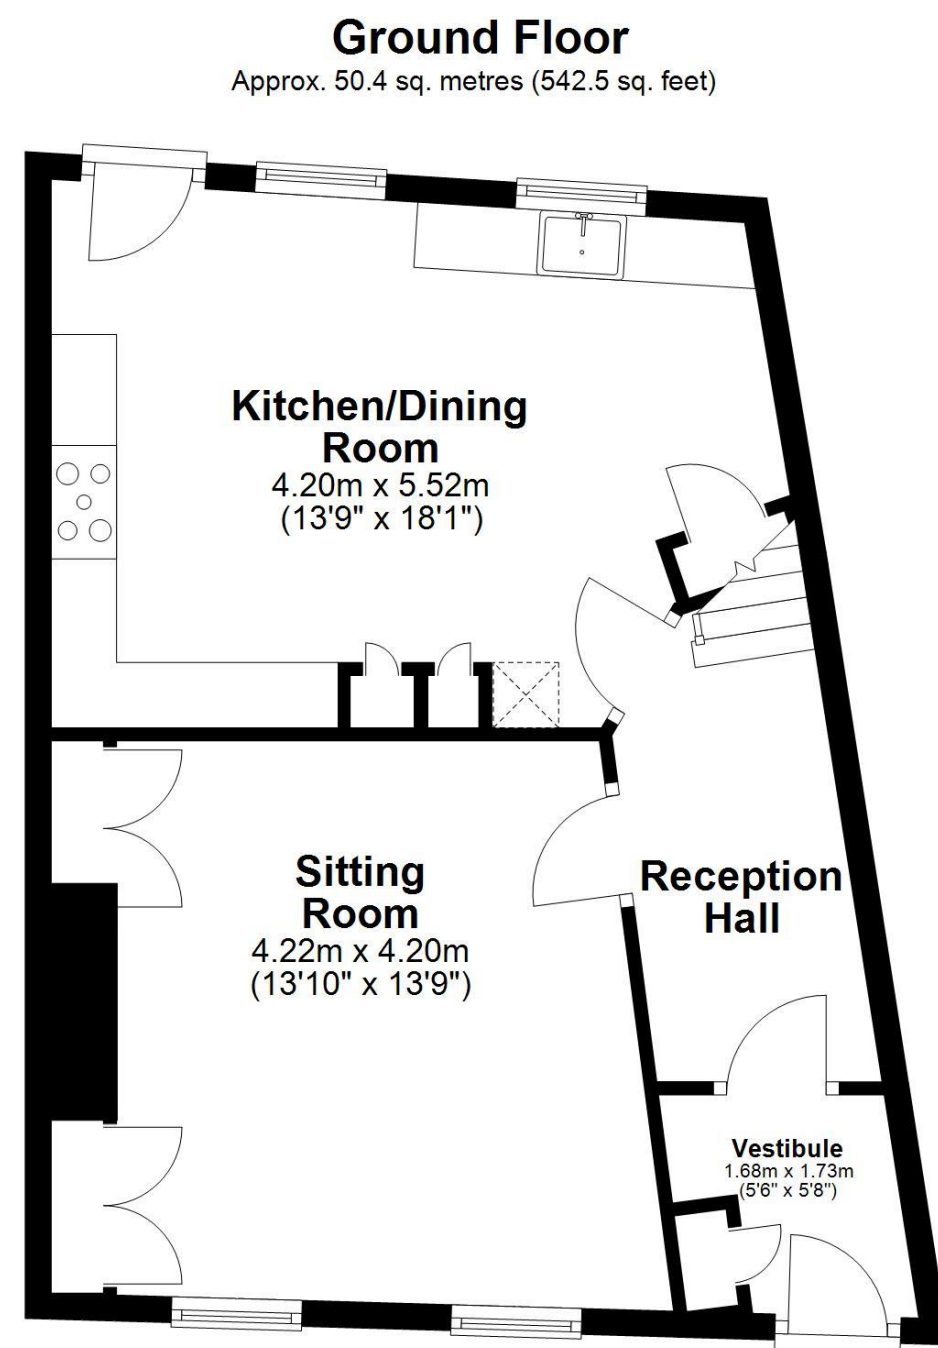 Ground Floor
Approx. 50.4 sq. metres (542.5 sq. feet)
Kitchen/Dining
Room
4.20m x 5.52m
(13'9" x 18'1")
Sitting
Room
4.22m x 4.20m
(13'10" x 13'9")
Reception
Hall
Vestibule
1.68m x 1.73m
(5'6" x 5'8")